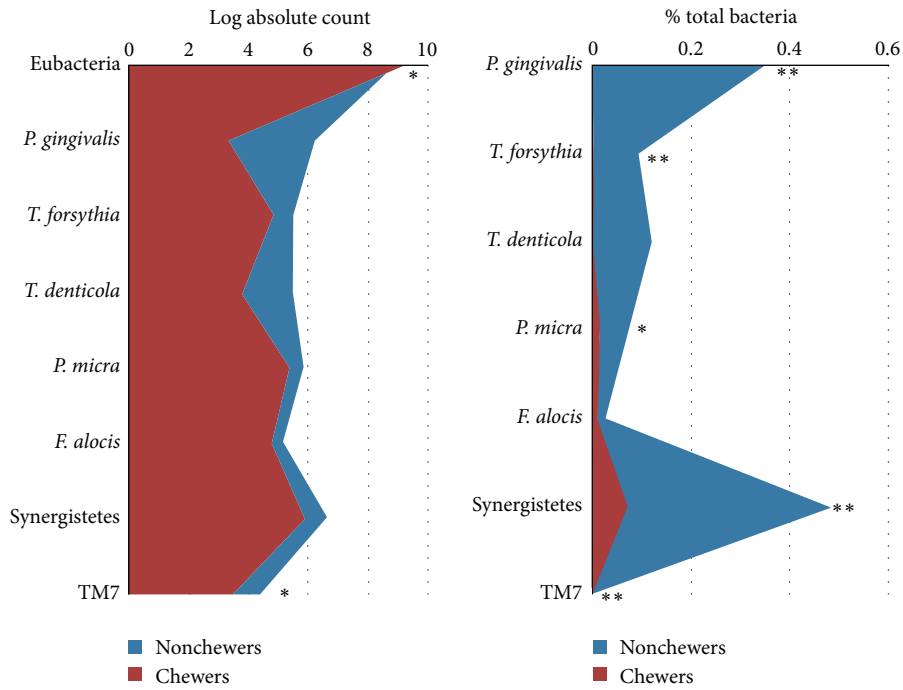 Log absolute count
0 2 4 6 8 10
Eubacteria
*
P. gingivalis
T. forsythia
T. denticola
P. micra
F. alocis
Synergistetes
TM7
*
Nonchewers
Chewers
% total bacteria
0 0.2 0.4 0.6
P. gingivalis
**
T. forsythia
**
T. denticola
P. micra
*
F. alocis
Synergistetes
**
TM7
**
Nonchewers
Chewers